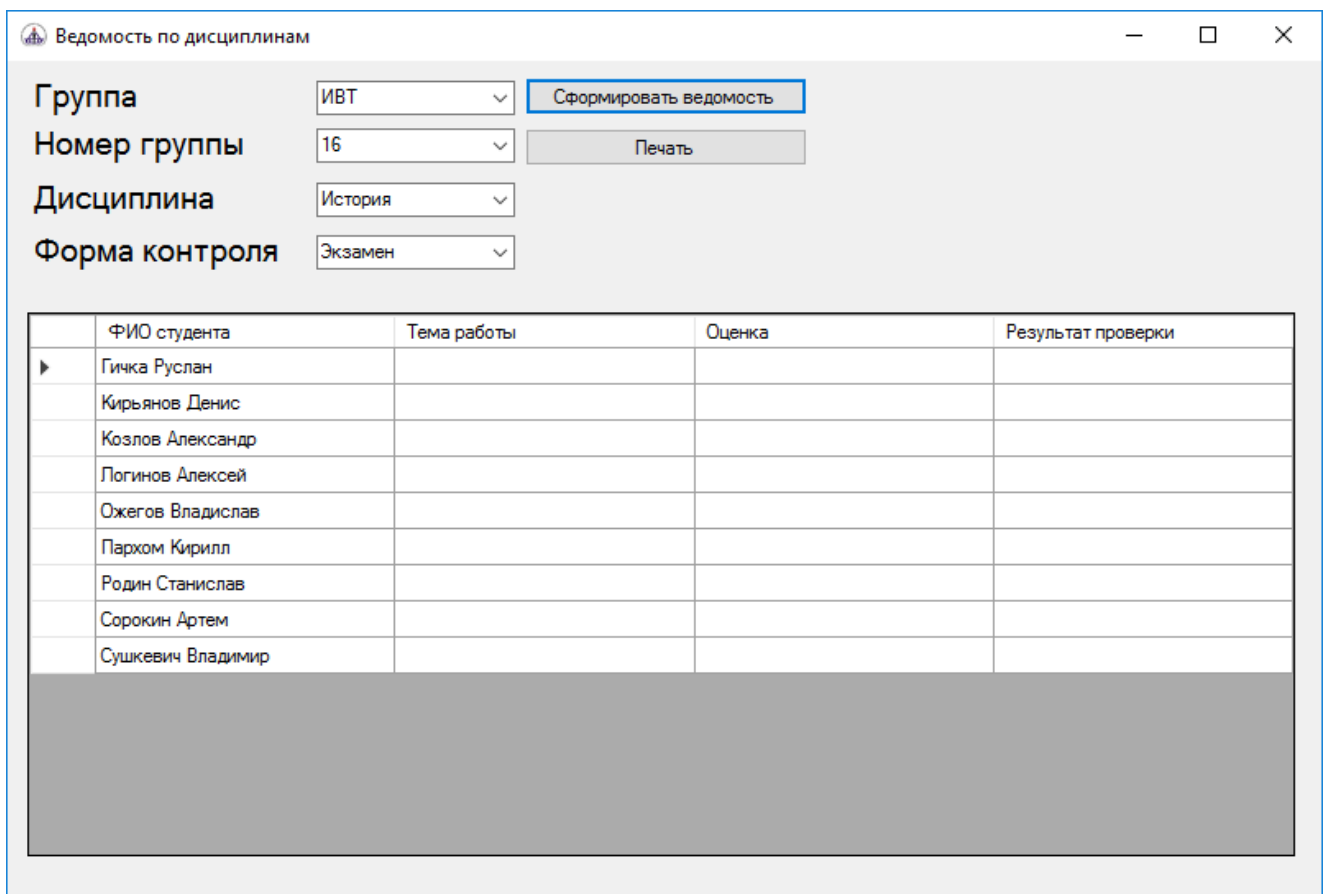 Ведомость по дисциплинам
Группа ИВТ Сформировать ведомость
Номер группы 16 Печать
Дисциплина История
Форма контроля Экзамен
ФИО студента Тема работы Оценка Результат проверки
Гичка Руслан
Кирьянов Денис
Козлов Александр
Логинов Алексей
Ожегов Владислав
Пархом Кирилл
Родин Станислав
Сорокин Артем
Сушкевич Владимир